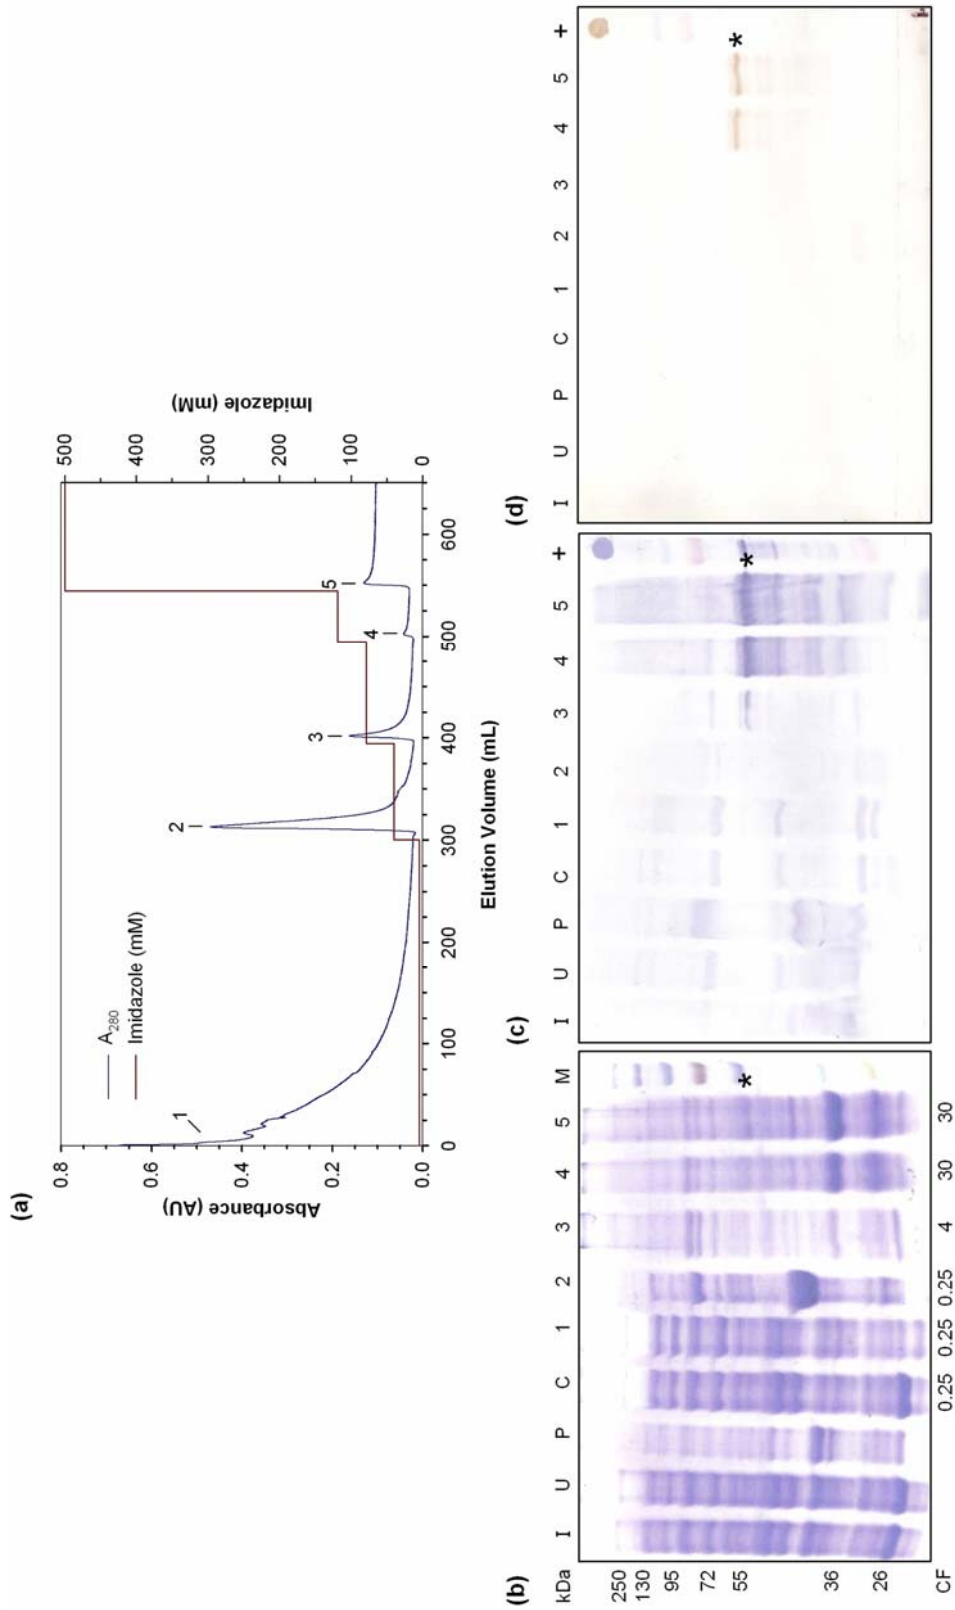 (a)
A280
Imidazole (mM)
Absorbance (AU)
0.8
0.6
0.4
0.2
0.0
Imidazole (mM)
500
400
300
200
100
0
1
2
3
4
5
0 100 200 300 400 500 600
Elution Volume (mL)
(b)
kDa I U P C 1 2 3 4 5 M
250
130
95
72
55
36
26
*
CF 0.25 0.25 0.25 4 30 30
(c)
I U P C 1 2 3 4 5 +
*
(d)
I U P C 1 2 3 4 5 +
*